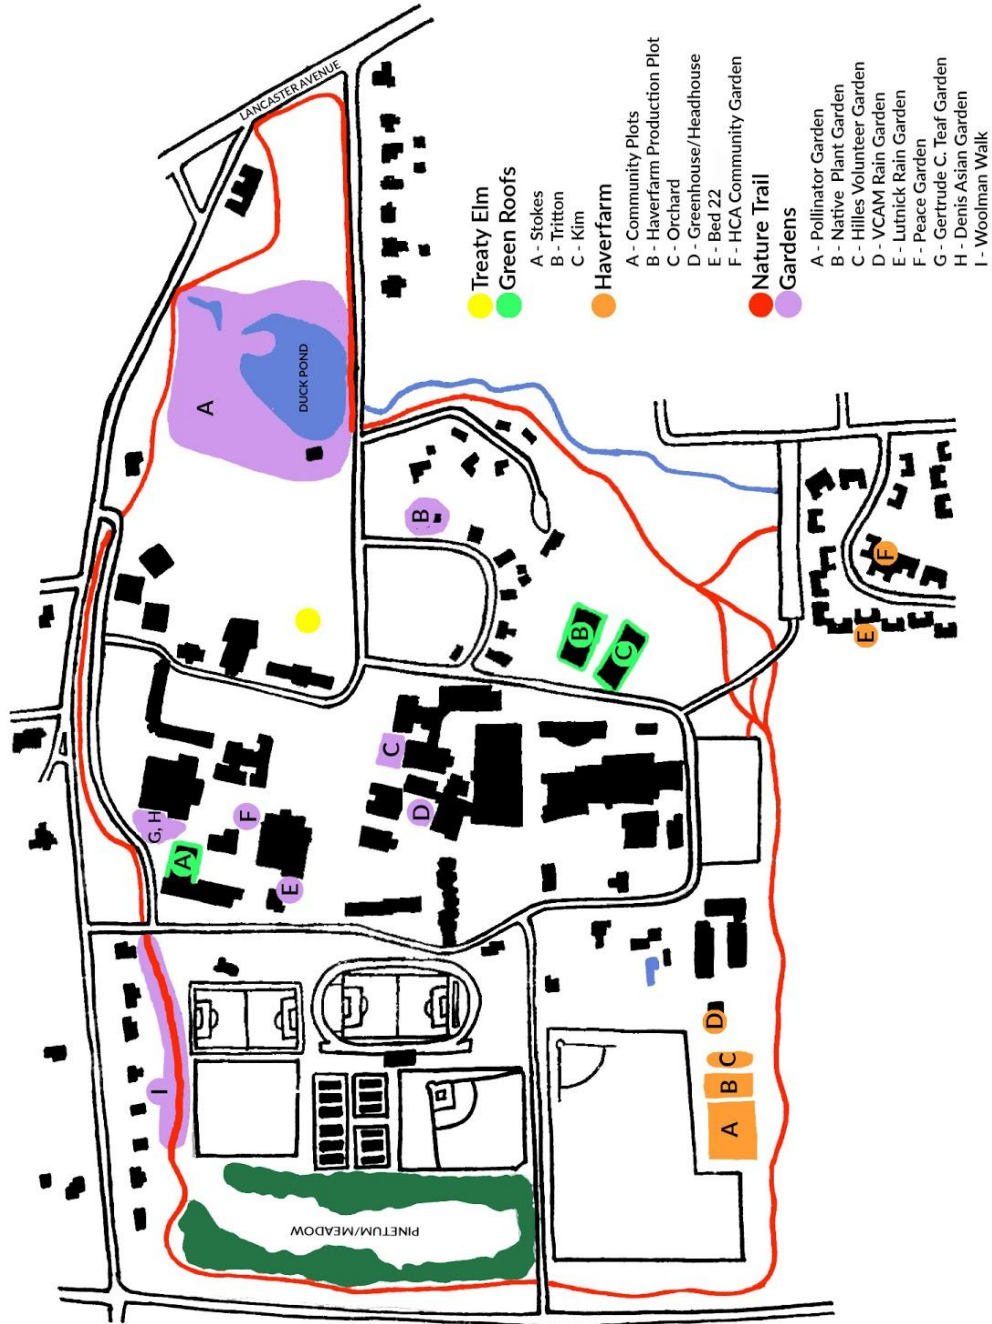 LANCASTER AVENUE
A
DUCK POND
B
B
C
C
D
G, H
F
A
E
I
PINETUM/MEADOW
A
B
C
D
E
F
Treaty Elm
Green Roofs
A - Stokes
B - Tritton
C - Kim
Haverfarm
A - Community Plots
B - Haverfarm Production Plot
C - Orchard
D - Greenhouse/Headhouse
E - Bed 22
F - HCA Community Garden
Nature Trail
Gardens
A - Pollinator Garden
B - Native Plant Garden
C - Hilles Volunteer Garden
D - VCAM Rain Garden
E - Lutnick Rain Garden
F - Peace Garden
G - Gertrude C. Teaf Garden
H - Denis Asian Garden
I - Woolman Walk